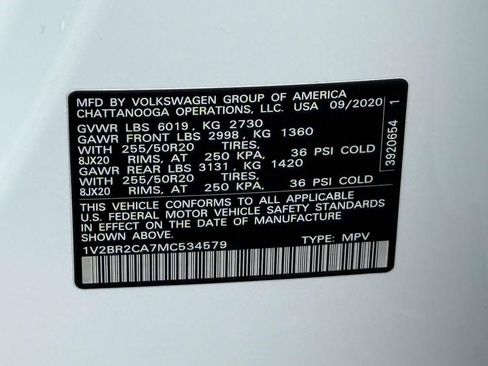 MFD BY VOLKSWAGEN GROUP OF AMERICA
CHATTANOOGA OPERATIONS, LLC. USA 09/2020
GVWR LBS 6019, KG 2730
GAWR FRONT LBS 2998, KG 1360
WITH 255/50R20 TIRES,
8JX20 RIMS, AT 250 KPA, 36 PSI COLD
GAWR REAR LBS 3131, KG 1420
WITH 255/50R20 TIRES,
8JX20 RIMS, AT 250 KPA, 36 PSI COLD
THIS VEHICLE CONFORMS TO ALL APPLICABLE
U.S. FEDERAL MOTOR VEHICLE SAFETY STANDARDS
IN EFFECT ON THE DATE OF MANUFACTURE
SHOWN ABOVE.
1V2BR2CA7MC534579 TYPE: MPV
3920654 1